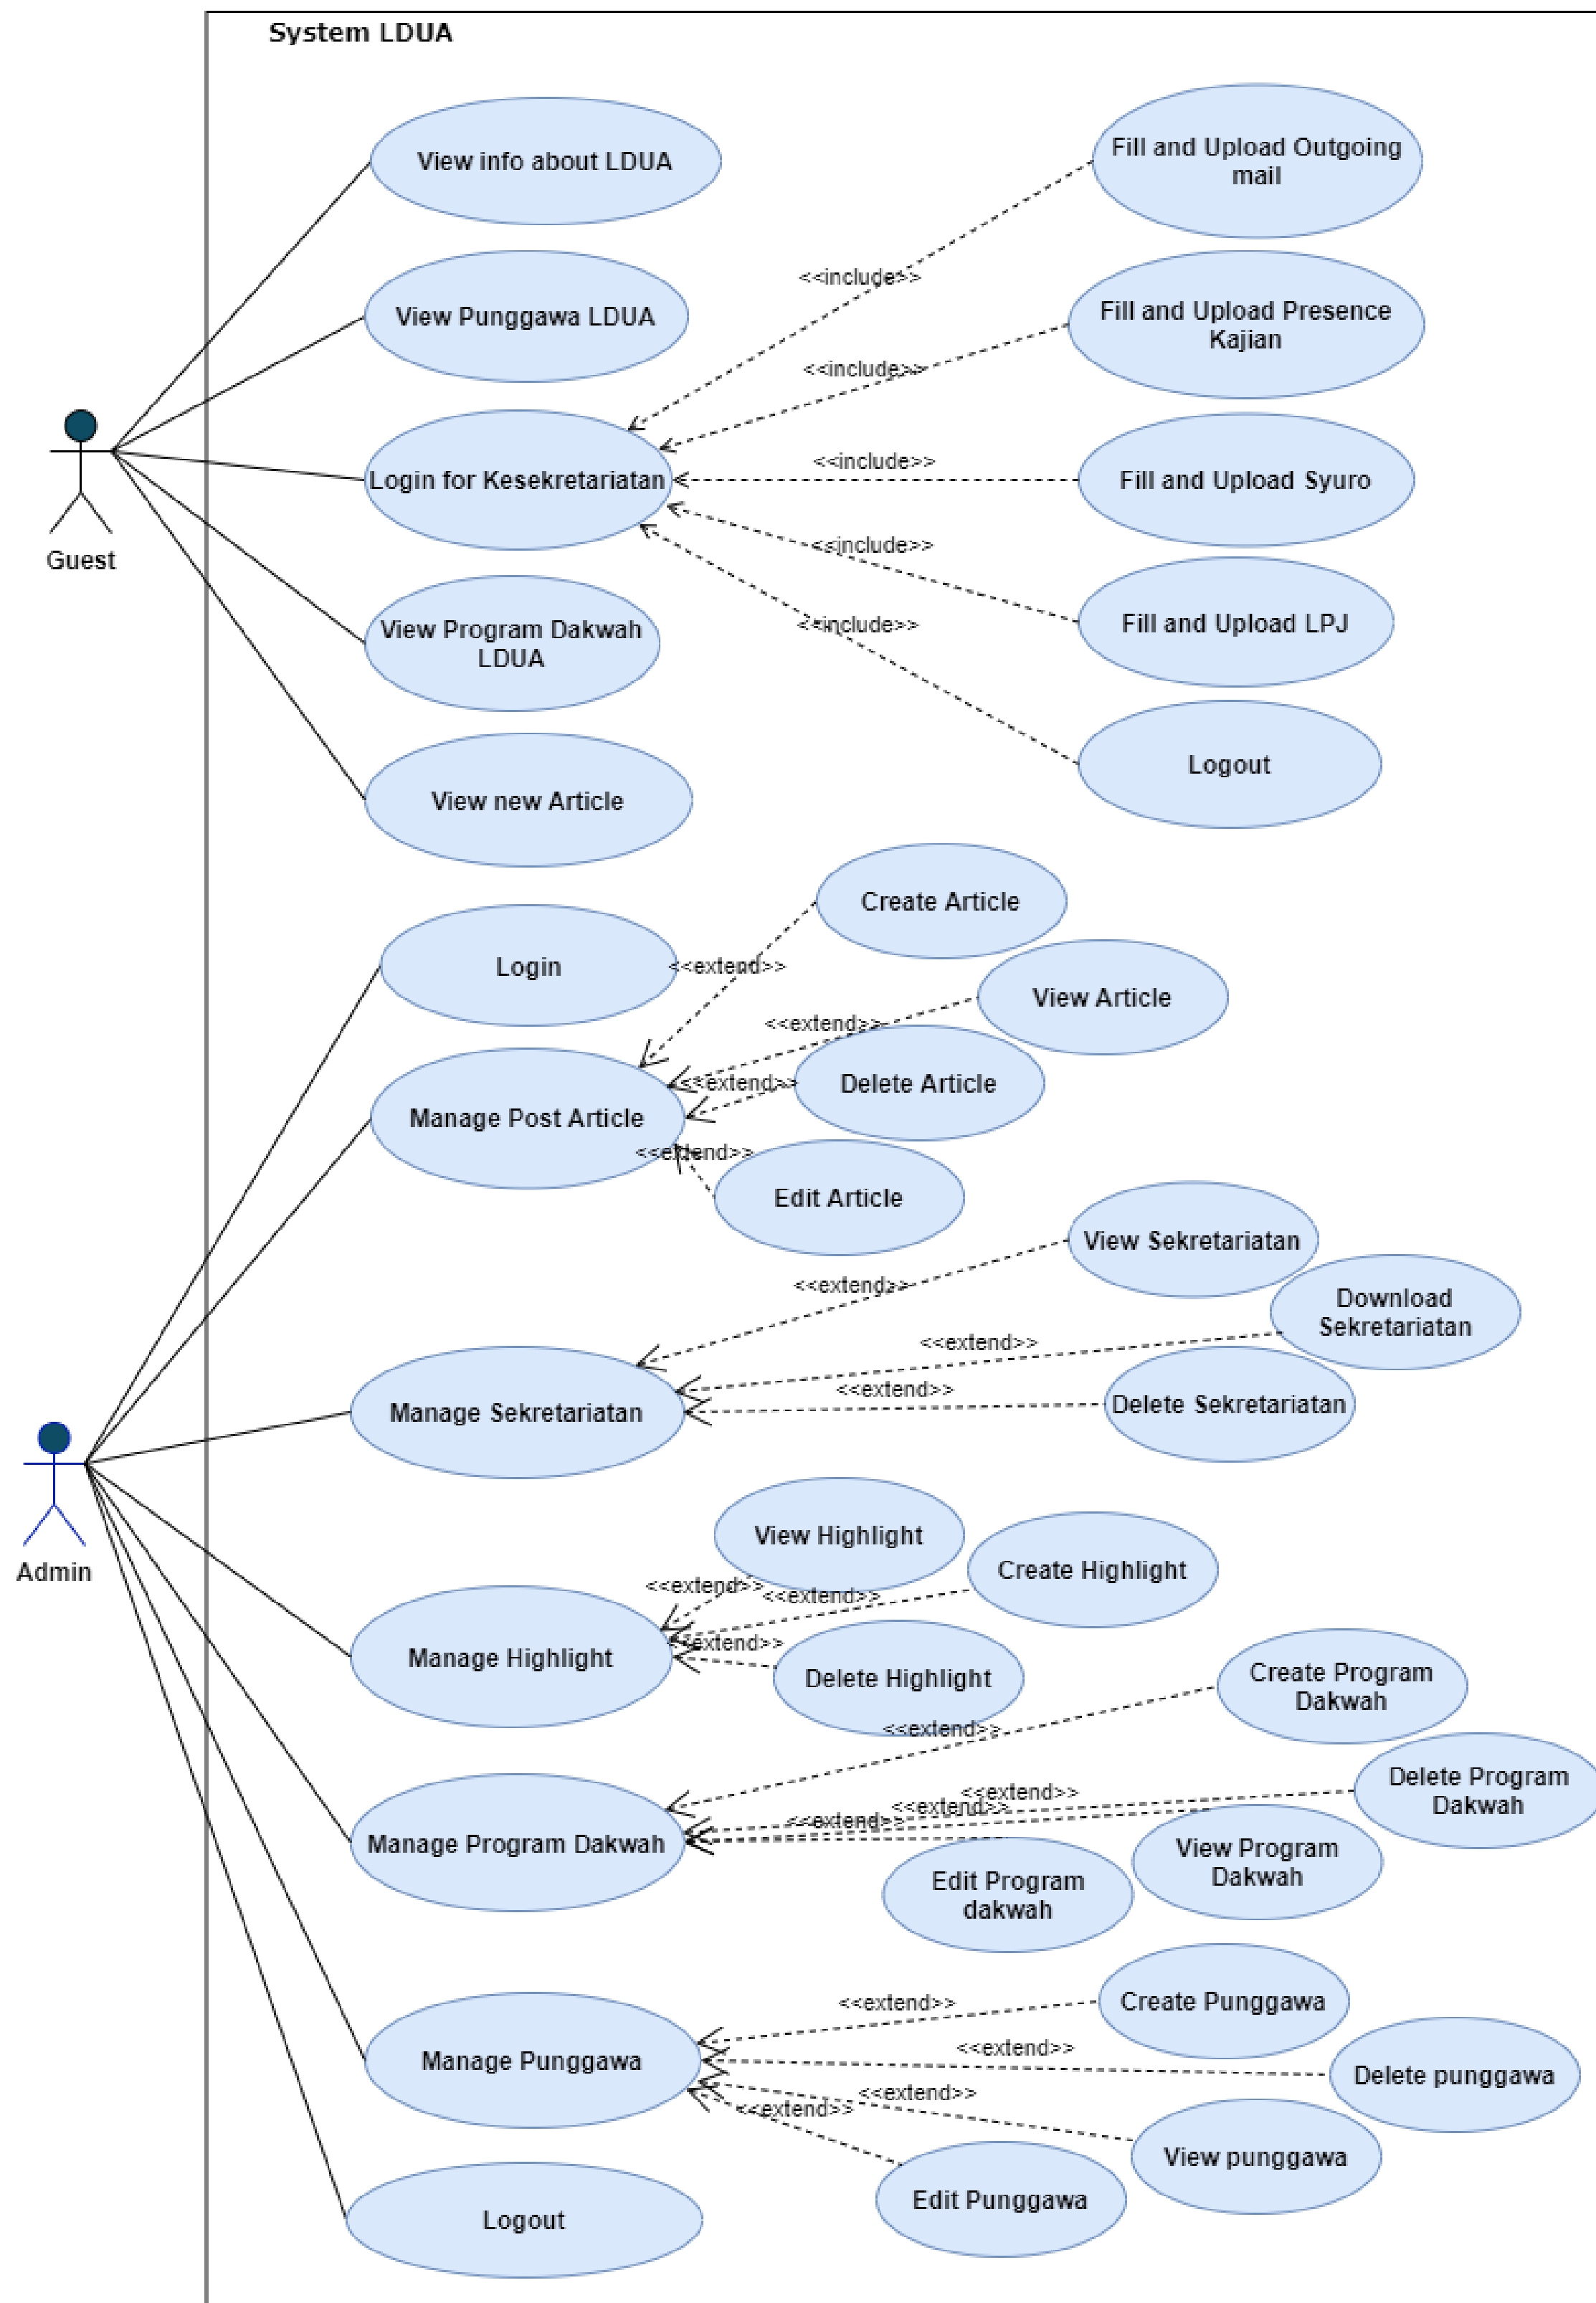 System LDUA
View info about LDUA
Fill and Upload Outgoing
mail
<<include>>
View Punggawa LDUA
Fill and Upload Presence
Kajian
<<include>>
Login for Kesekretariatan
<<include>>
Fill and Upload Syuro
Guest
<<include>>
Fill and Upload LPJ
<<include>>
View Program Dakwah
LDUA
Logout
View new Article
Create Article
Login
<<extend>>
View Article
<<extend>>
<<extend>>
Delete Article
Manage Post Article
<<extend>>
Edit Article
View Sekretariatan
<<extend>>
Download
Sekretariatan
<<extend>>
<<extend>>
Delete Sekretariatan
Manage Sekretariatan
Admin
View Highlight
Create Highlight
<<extend>>
<<extend>>
<<extend>>
Manage Highlight
Delete Highlight
Create Program
Dakwah
<<extend>>
Delete Program
Dakwah
<<extend>>
<<extend>>
<<extend>>
Manage Program Dakwah
View Program
Dakwah
Edit Program
dakwah
Create Punggawa
<<extend>>
<<extend>>
Manage Punggawa
Delete punggawa
<<extend>>
<<extend>>
View punggawa
Edit Punggawa
Logout